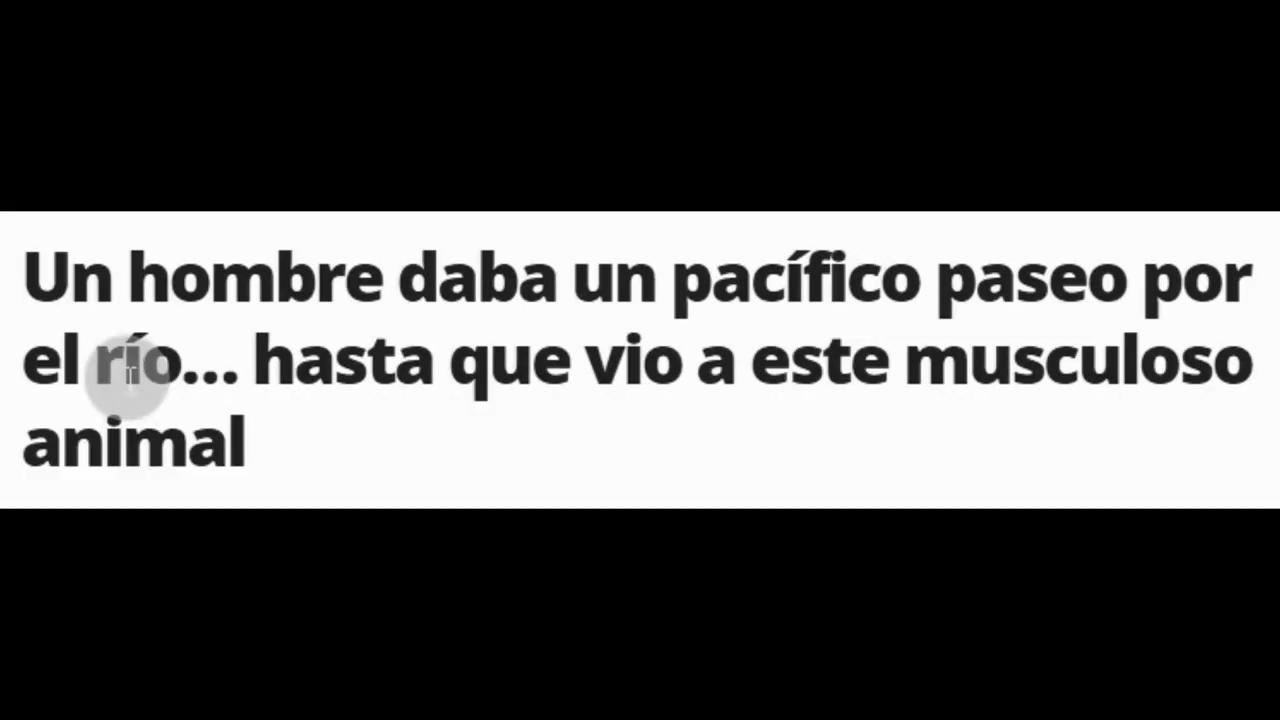 Un hombre daba un pacífico paseo por
el río... hasta que vio a este musculoso
animal